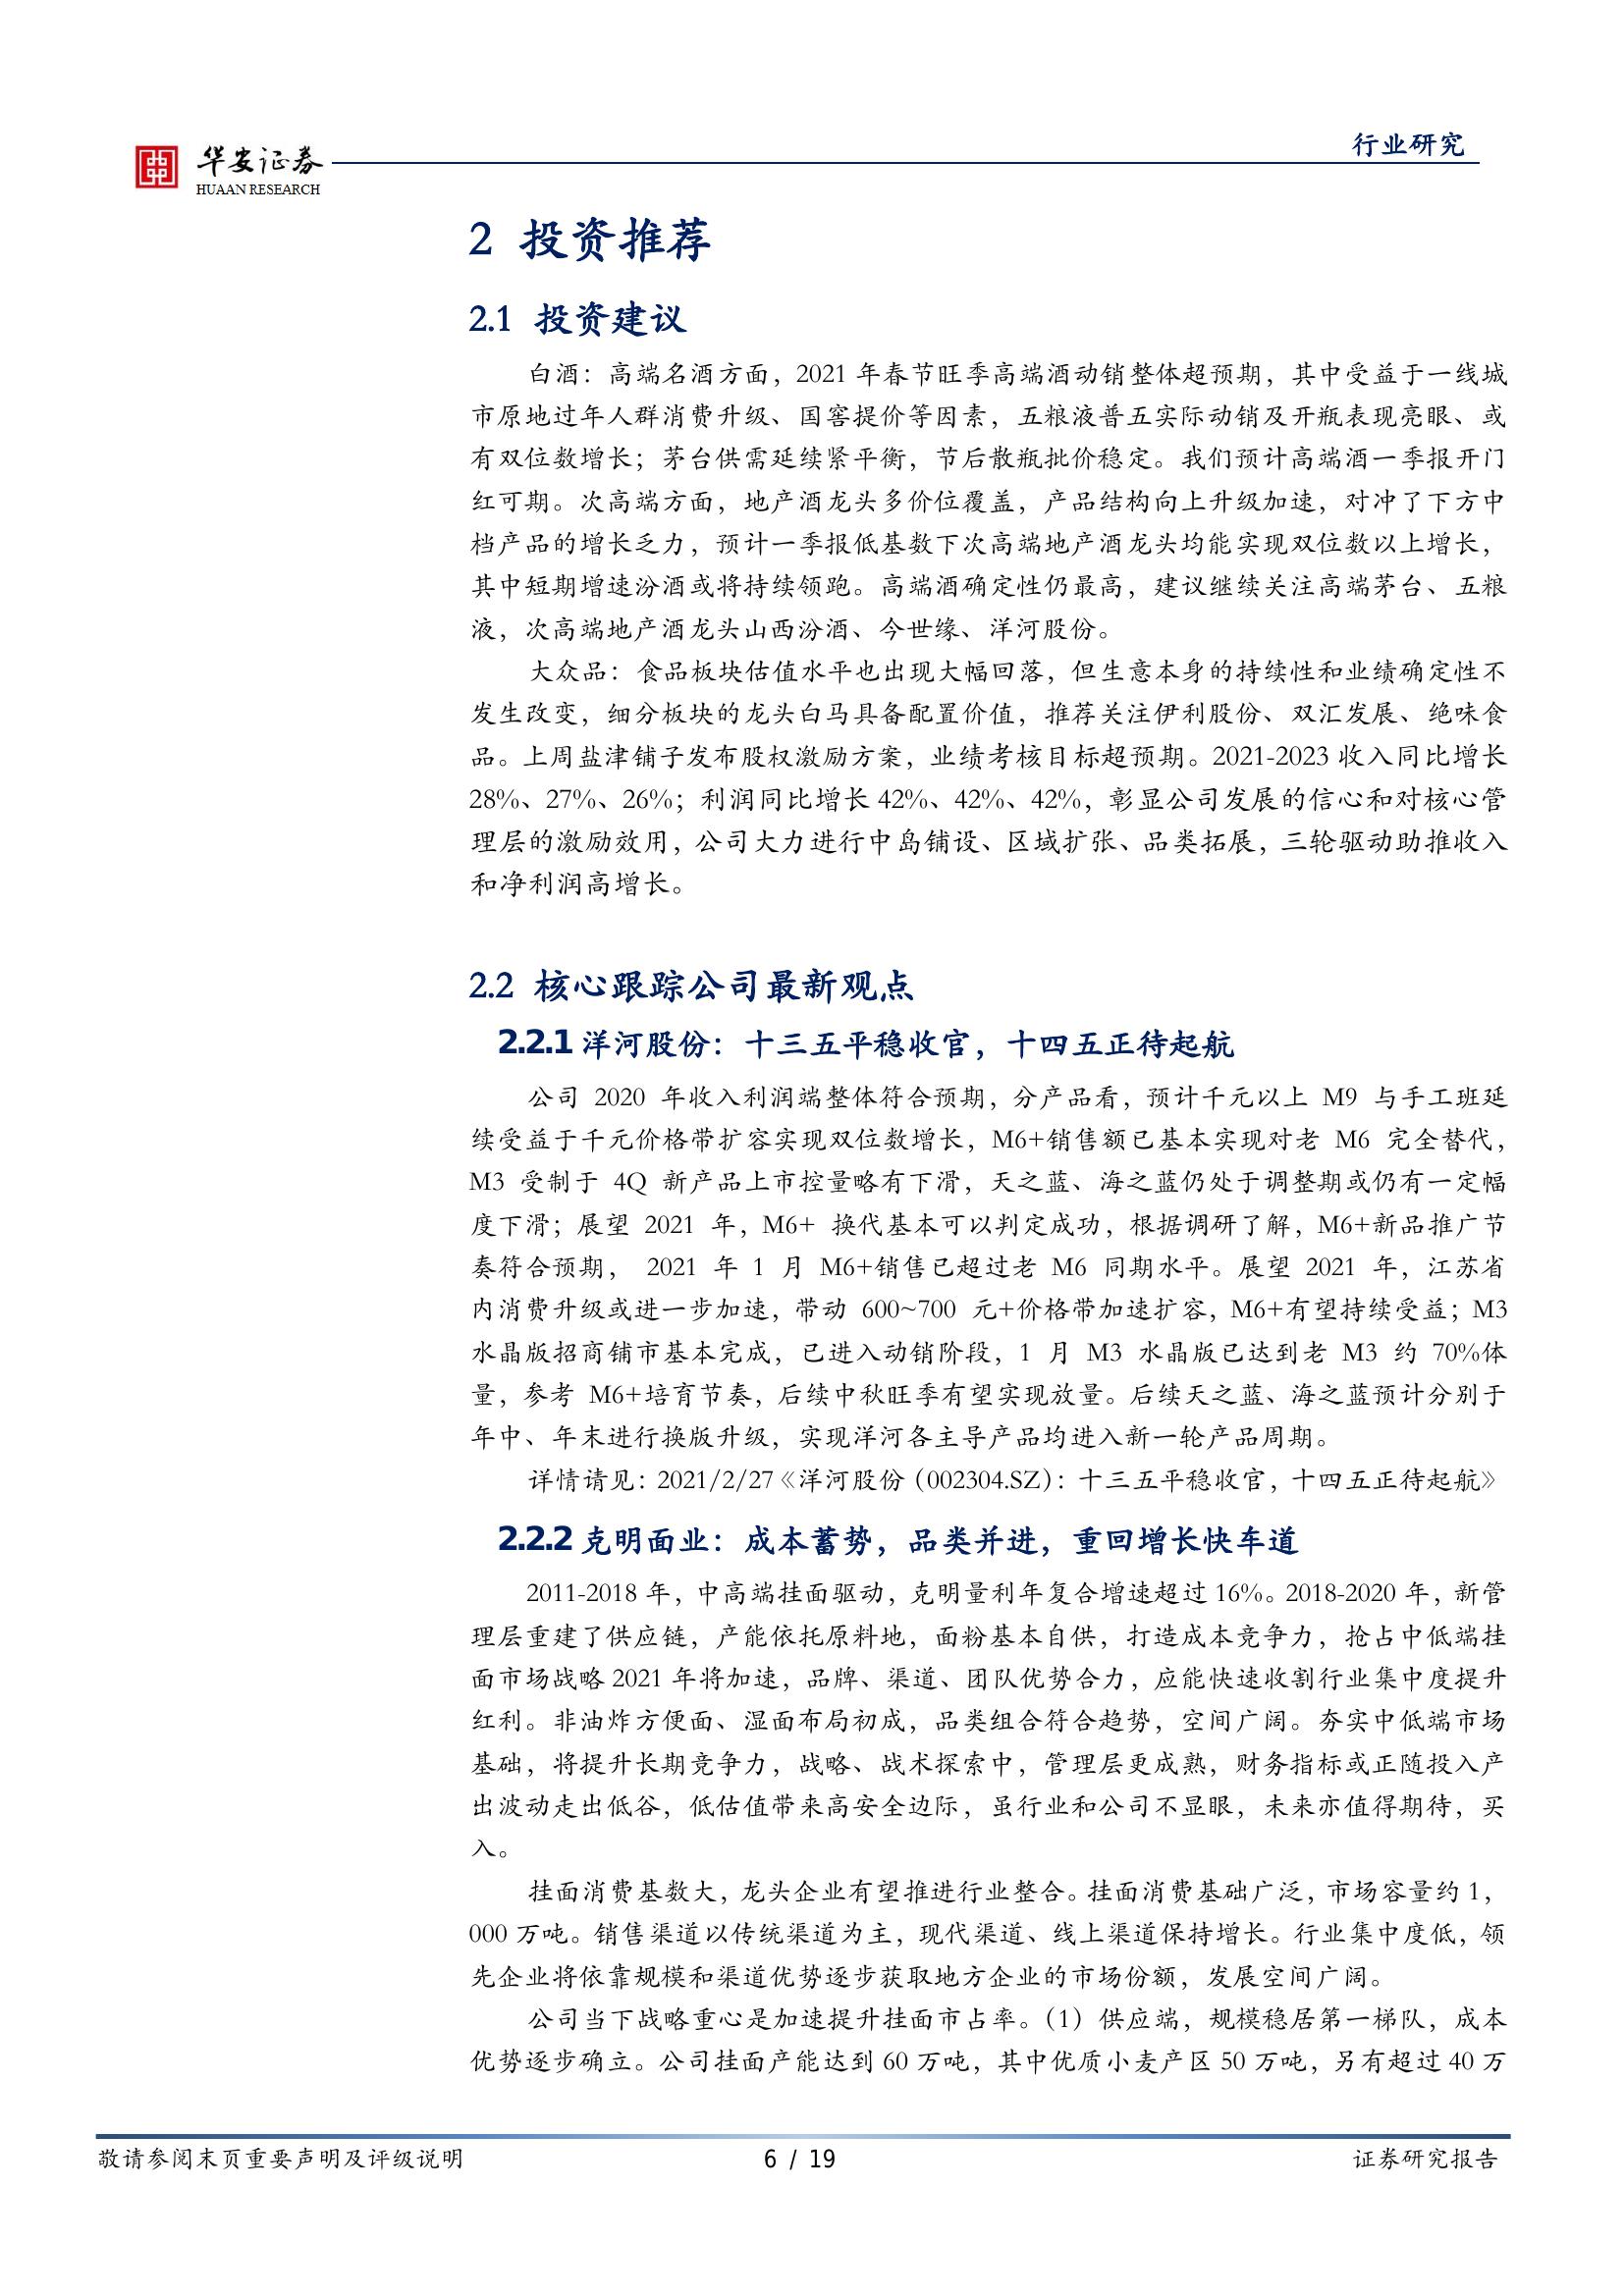 行业研究
华安证券
HUAAN RESEARCH
2 投资推荐
2.1 投资建议
白酒：高端名酒方面，2021 年春节旺季高端酒动销整体超预期，其中受益于一线城
市原地过年人群消费升级、国窖提价等因素，五粮液普五实际动销及开瓶表现亮眼、或
有双位数增长；茅台供需延续紧平衡，节后散瓶批价稳定。我们预计高端酒一季报开门
红可期。次高端方面，地产酒龙头多价位覆盖，产品结构向上升级加速，对冲了下方中
档产品的增长乏力，预计一季报低基数下次高端地产酒龙头均能实现双位数以上增长，
其中短期增速汾酒或将持续领跑。高端酒确定性仍最高，建议继续关注高端茅台、五粮
液，次高端地产酒龙头山西汾酒、今世缘、洋河股份。
大众品：食品板块估值水平也出现大幅回落，但生意本身的持续性和业绩确定性不
发生改变，细分板块的龙头白马具备配置价值，推荐关注伊利股份、双汇发展、绝味食
品。上周盐津铺子发布股权激励方案，业绩考核目标超预期。2021-2023 收入同比增长
28%、27%、26%；利润同比增长 42%、42%、42%，彰显公司发展的信心和对核心管
理层的激励效用，公司大力进行中岛铺设、区域扩张、品类拓展，三轮驱动助推收入
和净利润高增长。
2.2 核心跟踪公司最新观点
2.2.1 洋河股份：十三五平稳收官，十四五正待起航
公司 2020 年收入利润端整体符合预期，分产品看，预计千元以上 M9 与手工班延
续受益于千元价格带扩容实现双位数增长，M6+销售额已基本实现对老 M6 完全替代，
M3 受制于 4Q 新产品上市控量略有下滑，天之蓝、海之蓝仍处于调整期或仍有一定幅
度下滑；展望 2021 年，M6+ 换代基本可以判定成功，根据调研了解，M6+新品推广节
奏符合预期， 2021 年 1 月 M6+销售已超过老 M6 同期水平。展望 2021 年，江苏省
内消费升级或进一步加速，带动 600~700 元+价格带加速扩容，M6+有望持续受益；M3
水晶版招商铺市基本完成，已进入动销阶段，1 月 M3 水晶版已达到老 M3 约 70%体
量，参考 M6+培育节奏，后续中秋旺季有望实现放量。后续天之蓝、海之蓝预计分别于
年中、年末进行换版升级，实现洋河各主导产品均进入新一轮产品周期。
详情请见：2021/2/27《洋河股份（002304.SZ）：十三五平稳收官，十四五正待起航》
2.2.2 克明面业：成本蓄势，品类并进，重回增长快车道
2011-2018 年，中高端挂面驱动，克明量利年复合增速超过 16%。2018-2020 年，新管
理层重建了供应链，产能依托原料地，面粉基本自供，打造成本竞争力，抢占中低端挂
面市场战略 2021 年将加速，品牌、渠道、团队优势合力，应能快速收割行业集中度提升
红利。非油炸方便面、湿面布局初成，品类组合符合趋势，空间广阔。夯实中低端市场
基础，将提升长期竞争力，战略、战术探索中，管理层更成熟，财务指标或正随投入产
出波动走出低谷，低估值带来高安全边际，虽行业和公司不显眼，未来亦值得期待，买
入。
挂面消费基数大，龙头企业有望推进行业整合。挂面消费基础广泛，市场容量约 1，
000 万吨。销售渠道以传统渠道为主，现代渠道、线上渠道保持增长。行业集中度低，领
先企业将依靠规模和渠道优势逐步获取地方企业的市场份额，发展空间广阔。
公司当下战略重心是加速提升挂面市占率。（1）供应端，规模稳居第一梯队，成本
优势逐步确立。公司挂面产能达到 60 万吨，其中优质小麦产区 50 万吨，另有超过 40 万
敬请参阅末页重要声明及评级说明
6 / 19
证券研究报告